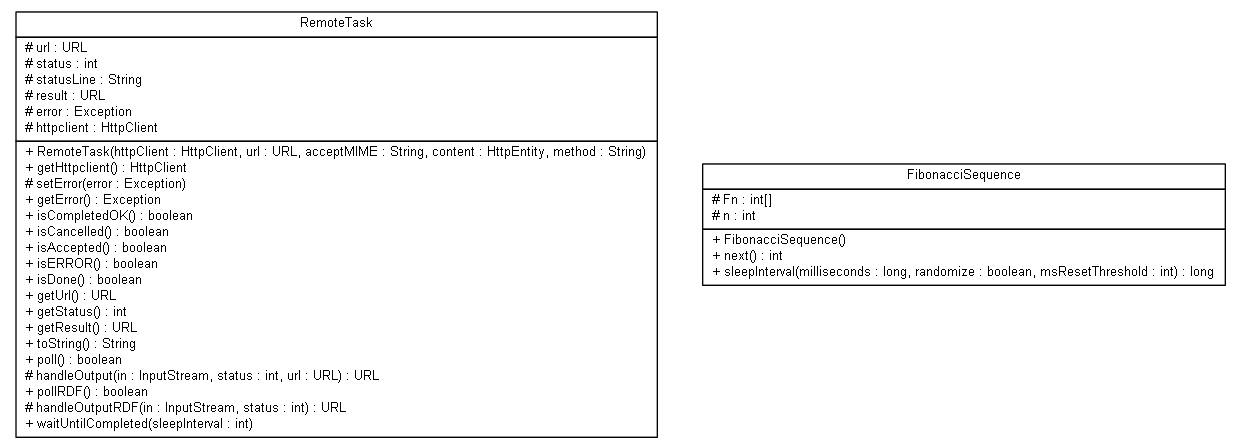 RemoteTask
# url : URL
# status : int
# statusLine : String
# result : URL
# error : Exception
# httpclient : HttpClient
+ RemoteTask(httpClient : HttpClient, url : URL, acceptMIME : String, content : HttpEntity, method : String)
+ getHttpclient() : HttpClient
# setError(error : Exception)
+ getError() : Exception
+ isCompletedOK() : boolean
+ isCancelled() : boolean
+ isAccepted() : boolean
+ isERROR() : boolean
+ isDone() : boolean
+ getUrl() : URL
+ getStatus() : int
+ getResult() : URL
+ toString() : String
+ poll() : boolean
# handleOutput(in : InputStream, status : int, url : URL) : URL
+ pollRDF() : boolean
# handleOutputRDF(in : InputStream, status : int) : URL
+ waitUntilCompleted(sleepInterval : int)
FibonacciSequence
# Fn : int[]
# n : int
+ FibonacciSequence()
+ next() : int
+ sleepInterval(milliseconds : long, randomize : boolean, msResetThreshold : int) : long